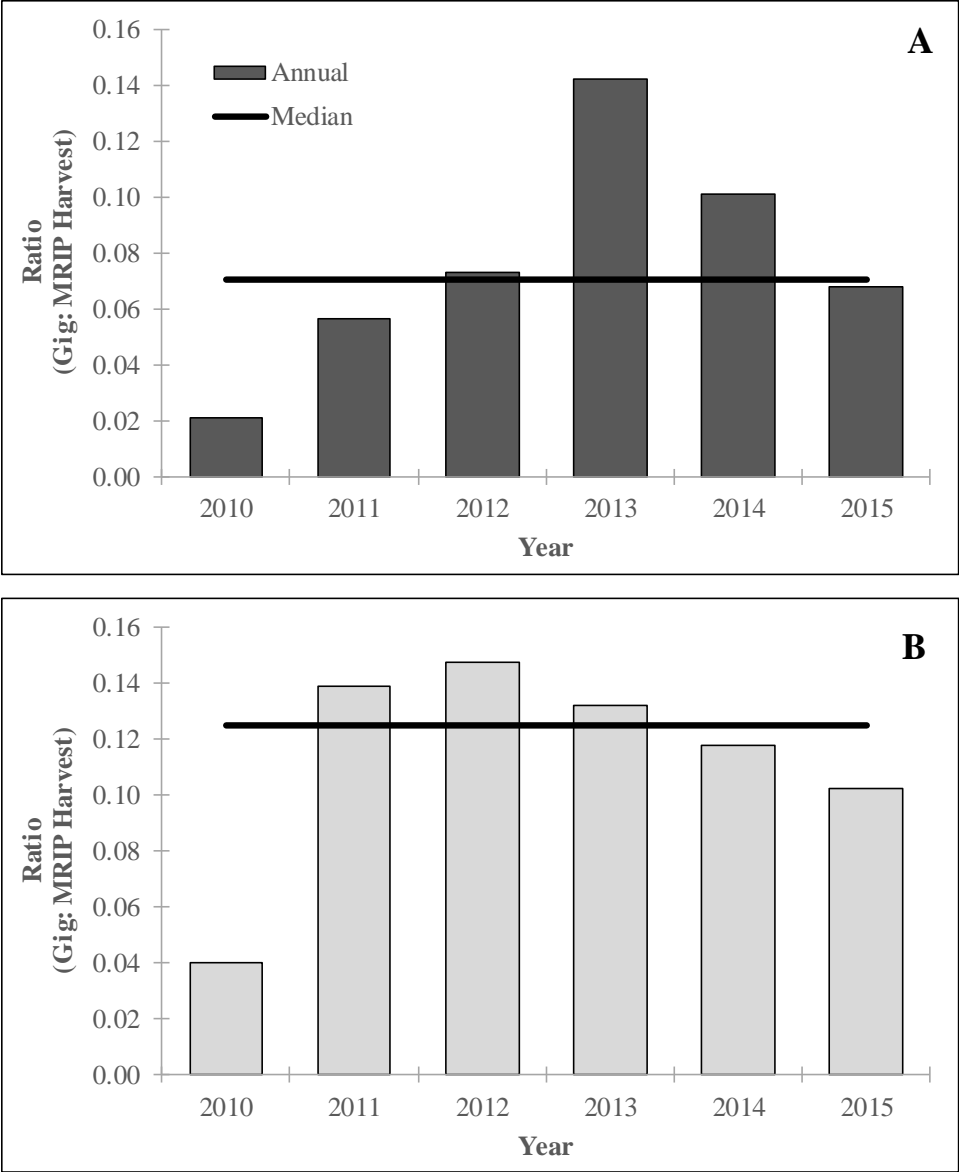 A
Annual
Median
0.16
0.14
0.12
0.10
0.08
0.06
0.04
0.02
0.00
Ratio
(Gig: MRIP Harvest)
2010 2011 2012 2013 2014 2015
Year
B
0.16
0.14
0.12
0.10
0.08
0.06
0.04
0.02
0.00
Ratio
(Gig: MRIP Harvest)
2010 2011 2012 2013 2014 2015
Year